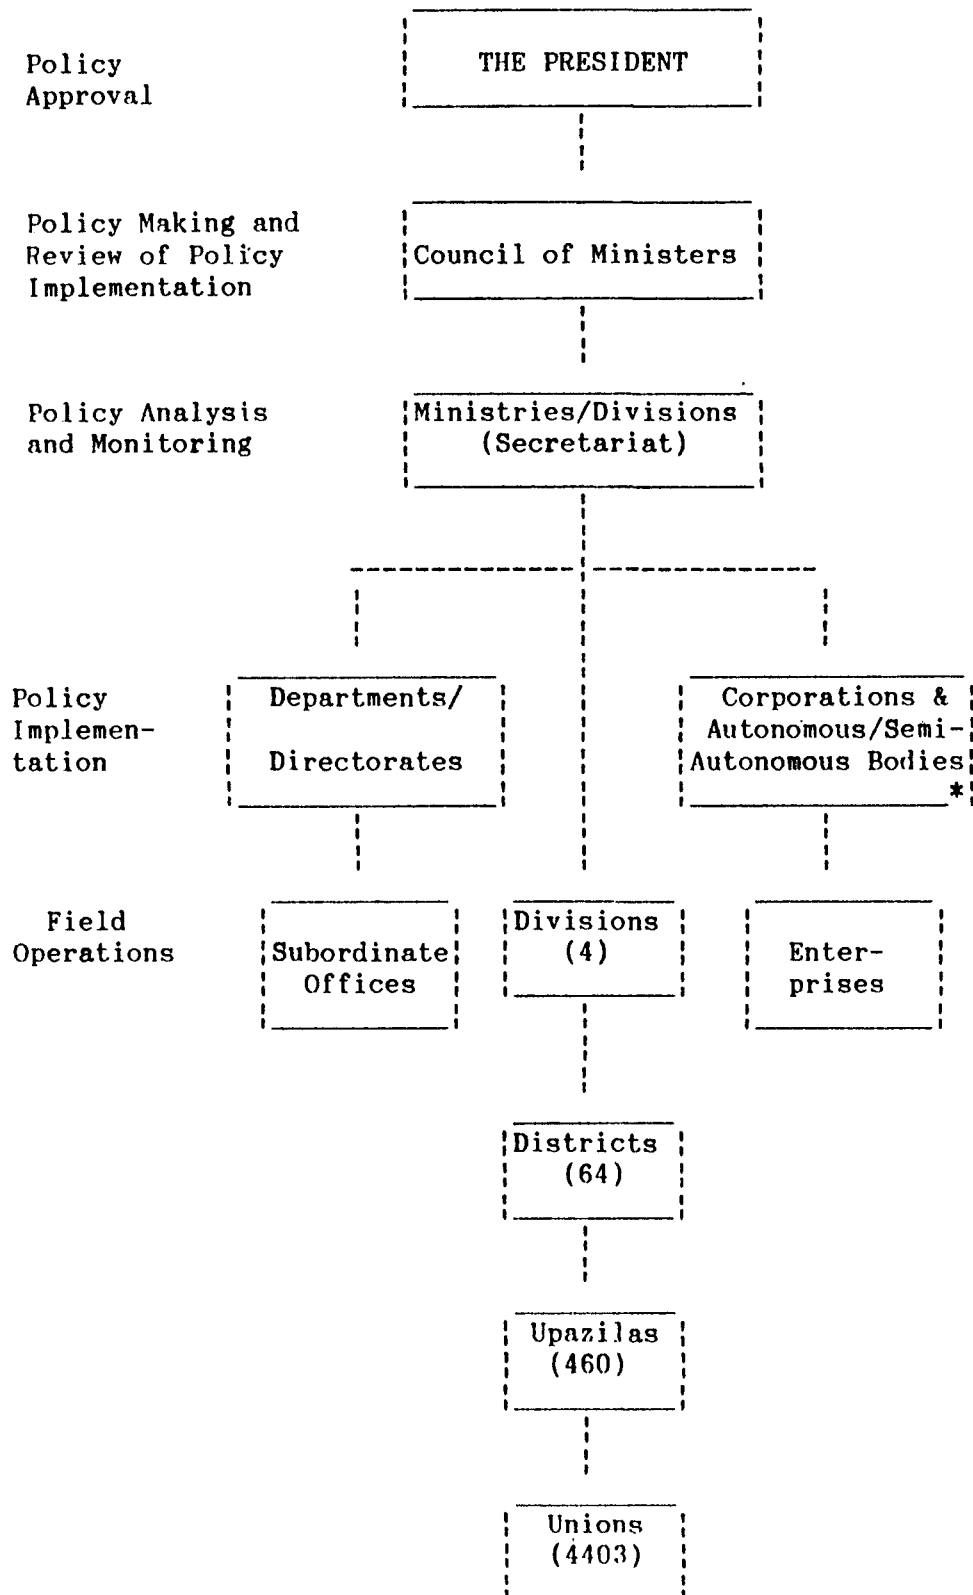 Policy
Approval
THE PRESIDENT
Policy Making and
Review of Policy
Implementation
Council of Ministers
Policy Analysis
and Monitoring
Ministries/Divisions
(Secretariat)
Policy
Implemen-
tation
Departments/
Directorates
Corporations &
Autonomous/Semi-
Autonomous Bodies
*
Field
Operations
Subordinate
Offices
Divisions
(4)
Enter-
prises
Districts
(64)
Upazilas
(460)
Unions
(4403)